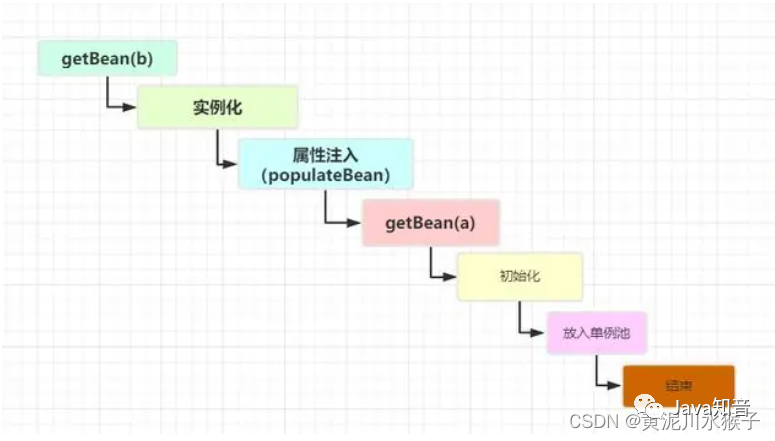 getBean(b)
实例化
属性注入
（populateBean）
getBean(a)
初始化
放入单例池
结束
Java知音
CSDN @黄泥川水猴子